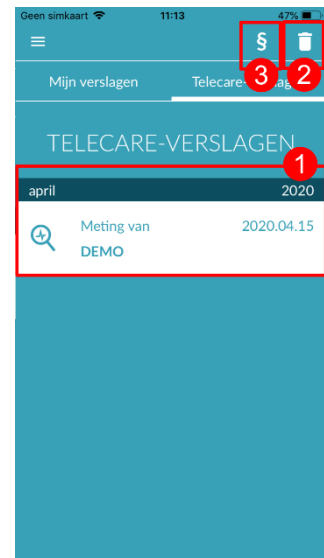 Geen simkaart 11:13 47%
§
3 2
Mijn verslagen Telecare-verslagen
TELECARE-VERSLAGEN
1
april 2020
Meting van 2020.04.15
DEMO